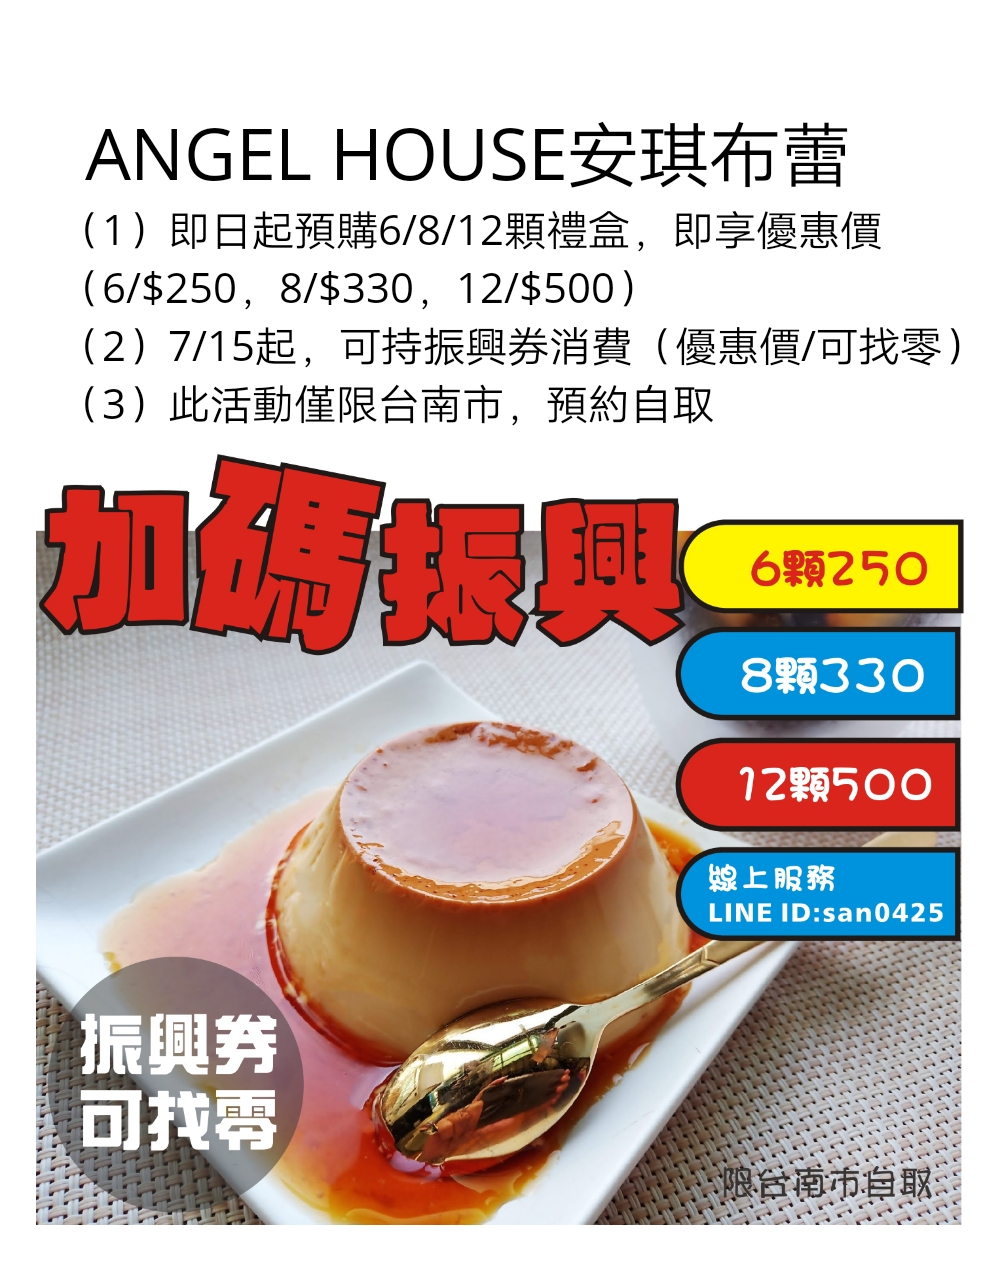 ANGEL HOUSE安琪布蕾
（1）即日起預購6/8/12顆禮盒，即享優惠價
（6/$250，8/$330，12/$500）
（2）7/15起，可持振興券消費（優惠價/可找零）
（3）此活動僅限台南市，預約自取
加碼振興
6顆250
8顆330
12顆500
線上服務
LINE ID:san0425
振興券
可找零
限台南市自取